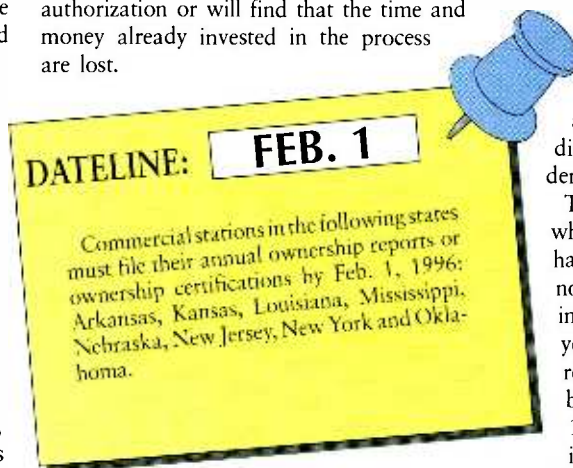 authorization or will find that the time and
money already invested in the process
are lost.
DATELINE: FEB. 1
Commercial stations in the following states
must file their annual ownership reports or
ownership certifications by Feb. 1, 1996:
Arkansas, Kansas, Louisiana, Mississippi,
Nebraska, New Jersey, New York and Okla-
homa.